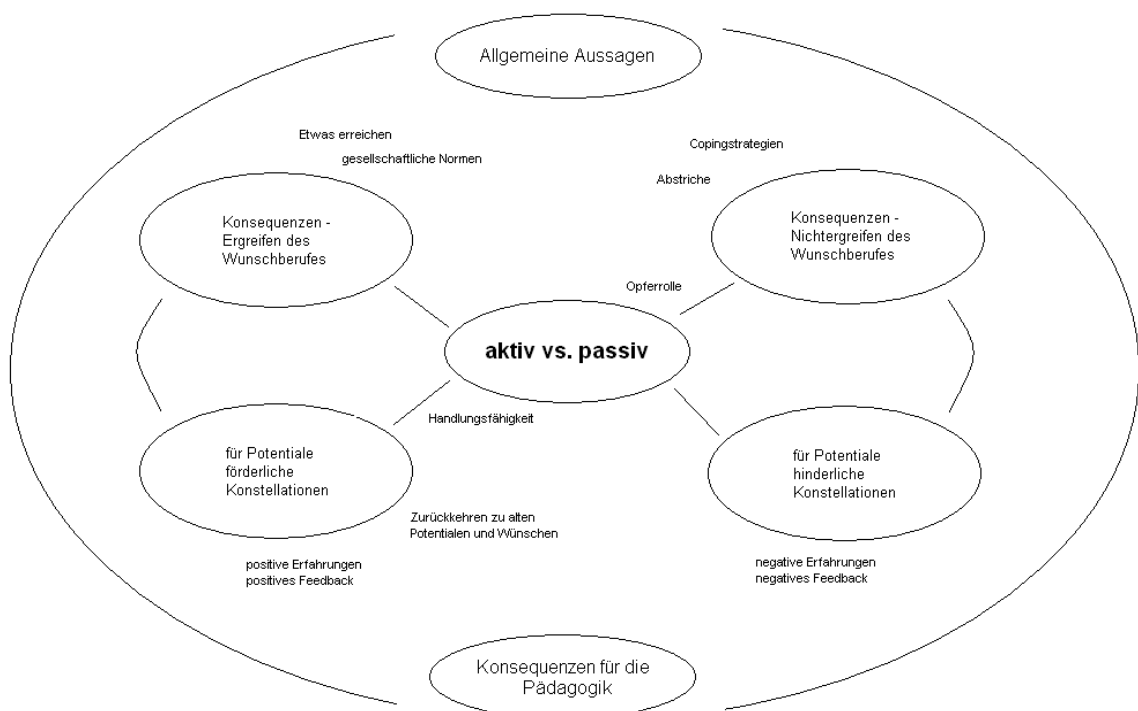 Allgemeine Aussagen
Etwas erreichen
gesellschaftliche Normen
Copingstrategien
Abstriche
Konsequenzen -
Ergreifen des
Wunschberufes
Konsequenzen -
Nichtergreifen des
Wunschberufes
Opferrolle
aktiv vs. passiv
Handlungsfähigkeit
für Potentiale
förderliche
Konstellationen
für Potentiale
hinderliche
Konstellationen
Zurückkehren zu alten
Potentialen und Wünschen
positive Erfahrungen
positives Feedback
negative Erfahrungen
negatives Feedback
Konsequenzen für die
Pädagogik